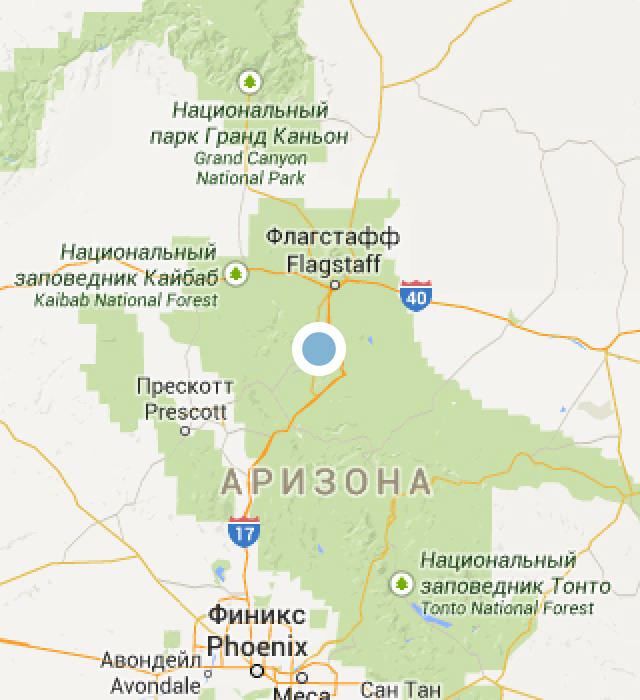 Национальный
парк Гранд Каньон
Grand Canyon
National Park
Флагстафф
Flagstaff
Национальный
заповедник Кайбаб
Kaibab National Forest
40
Прескотт
Prescott
АРИЗОНА
17
Национальный
заповедник Тонто
Tonto National Forest
Финикс
Phoenix
Авондейл
Avondale
Меса
Сан Тан